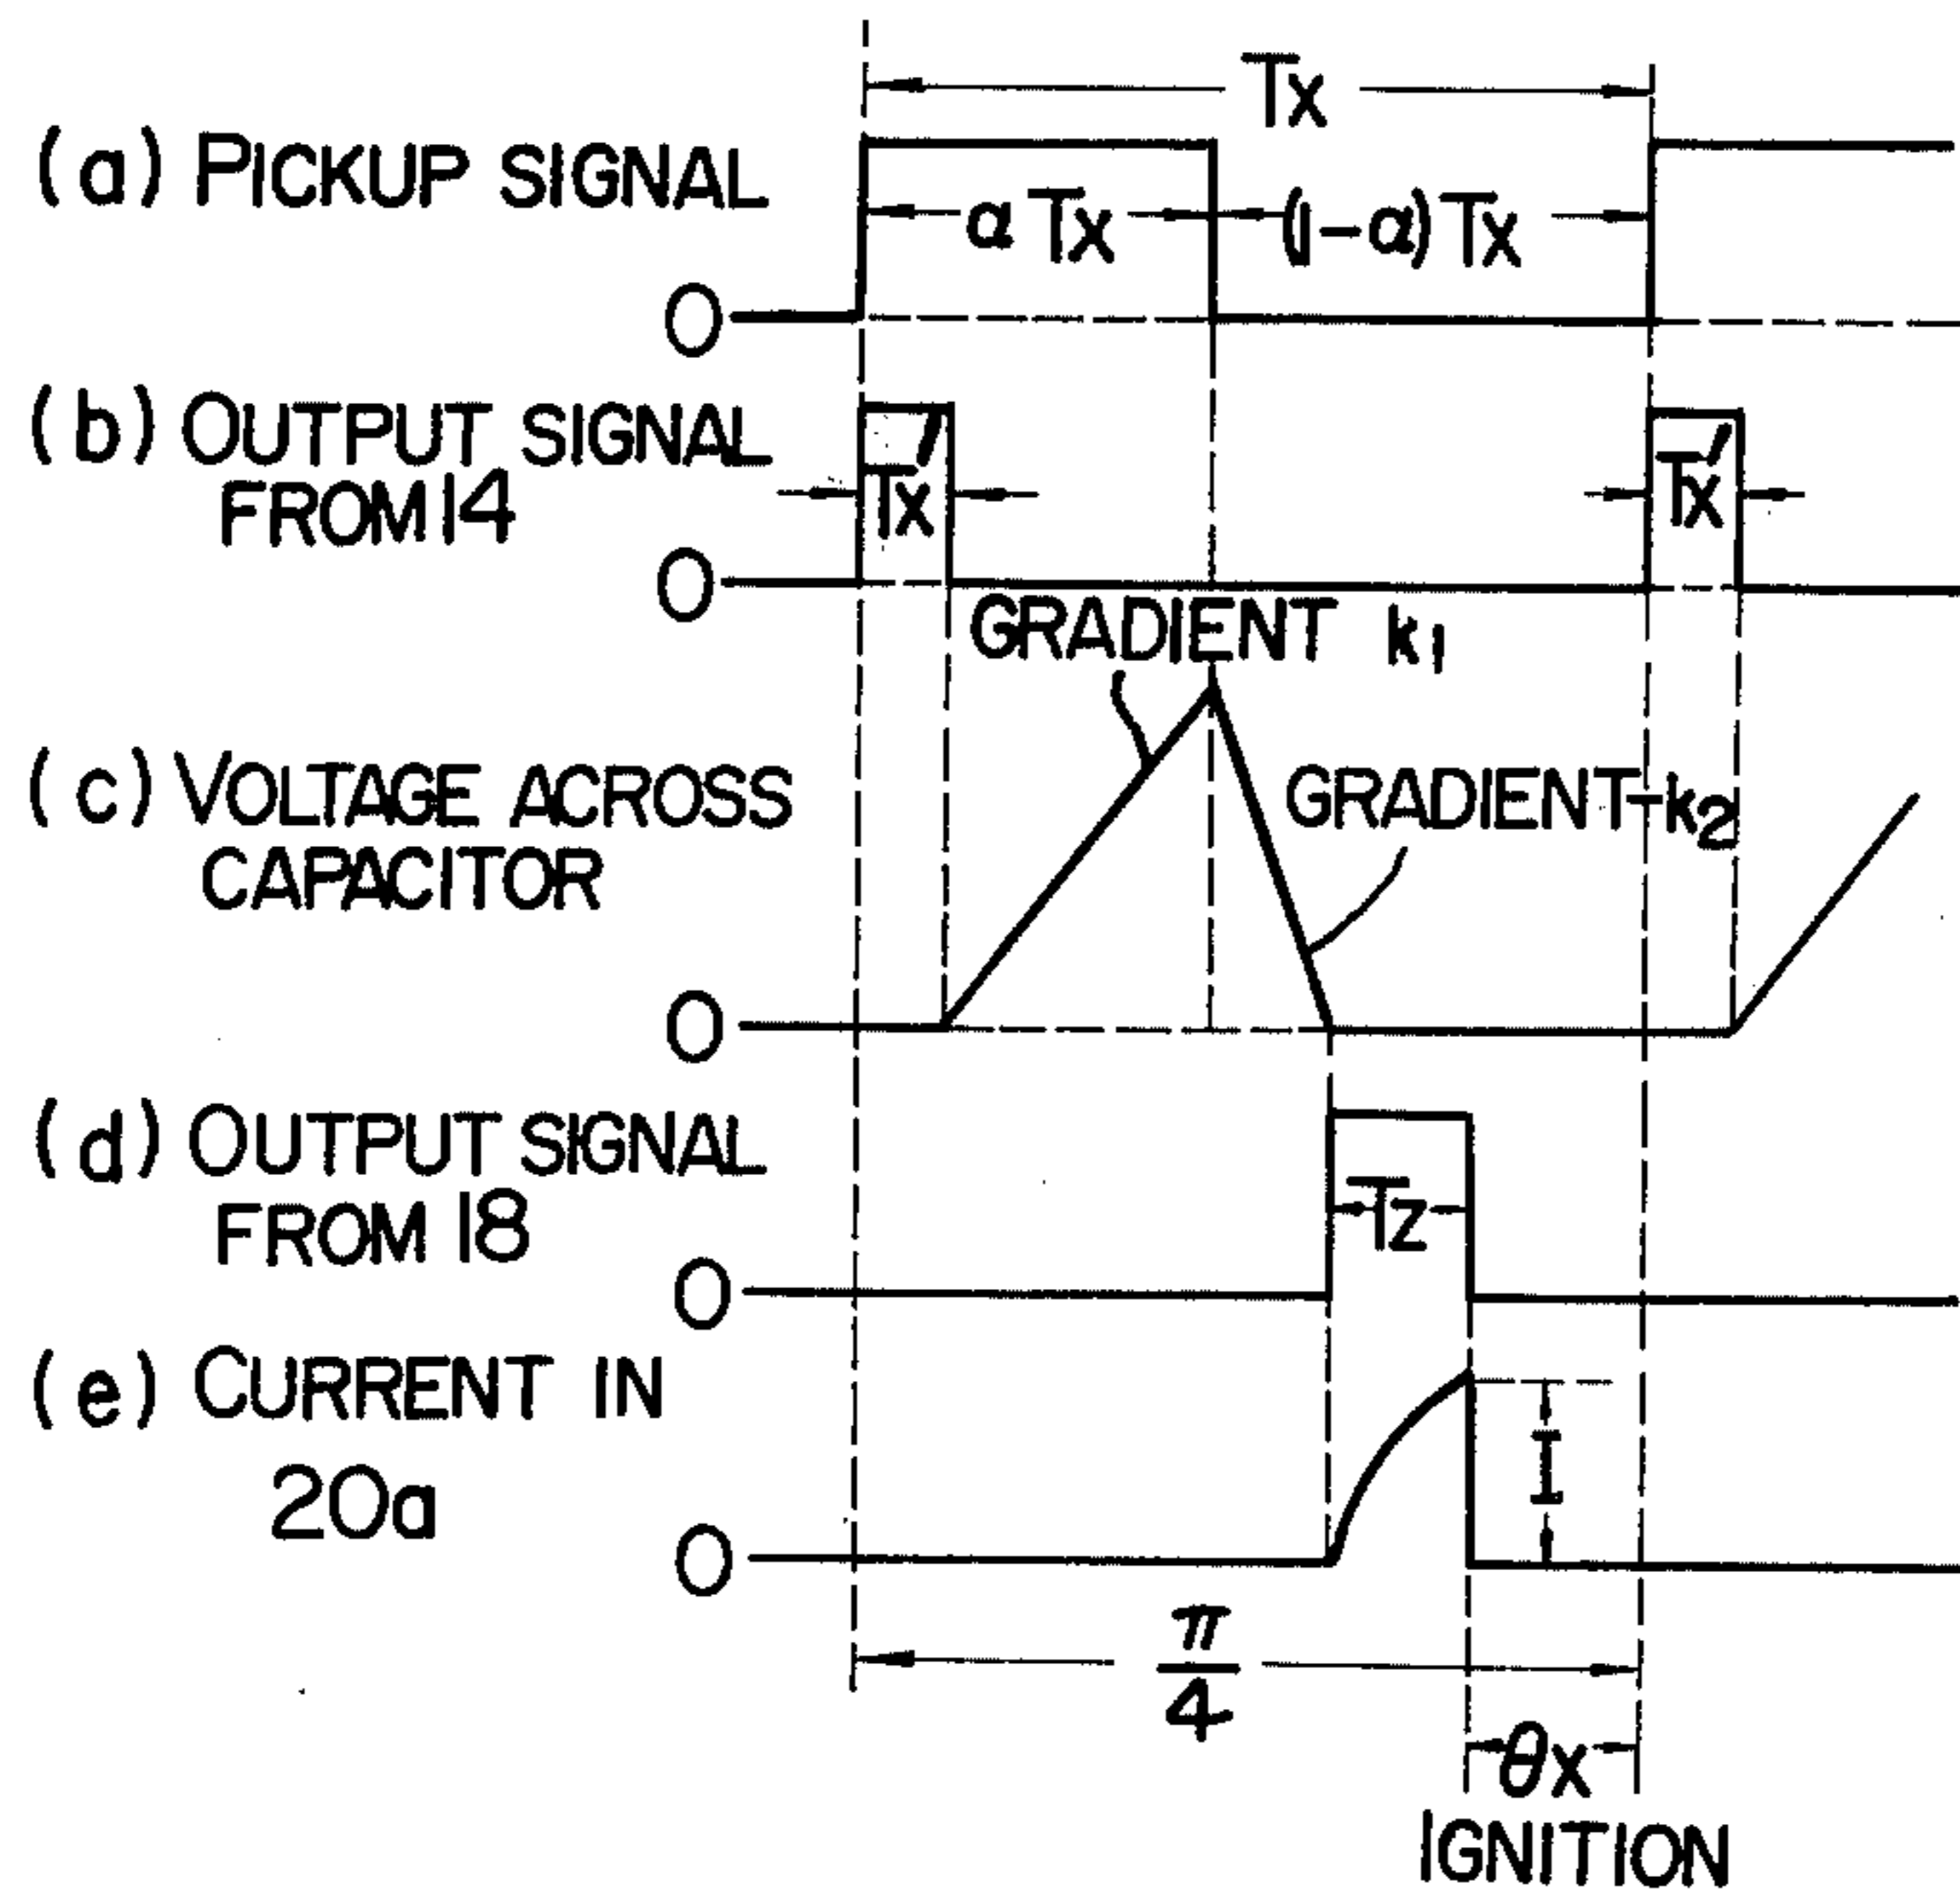 Tx
(a) PICKUP SIGNAL
α Tx
(1-α) Tx
0
(b) OUTPUT SIGNAL
FROM 14
Tx'
Tx'
0
GRADIENT k1
(c) VOLTAGE ACROSS
CAPACITOR
GRADIENT-k2
0
(d) OUTPUT SIGNAL
FROM 18
Tz
0
(e) CURRENT IN
20a
I
0
π
4
θx
IGNITION